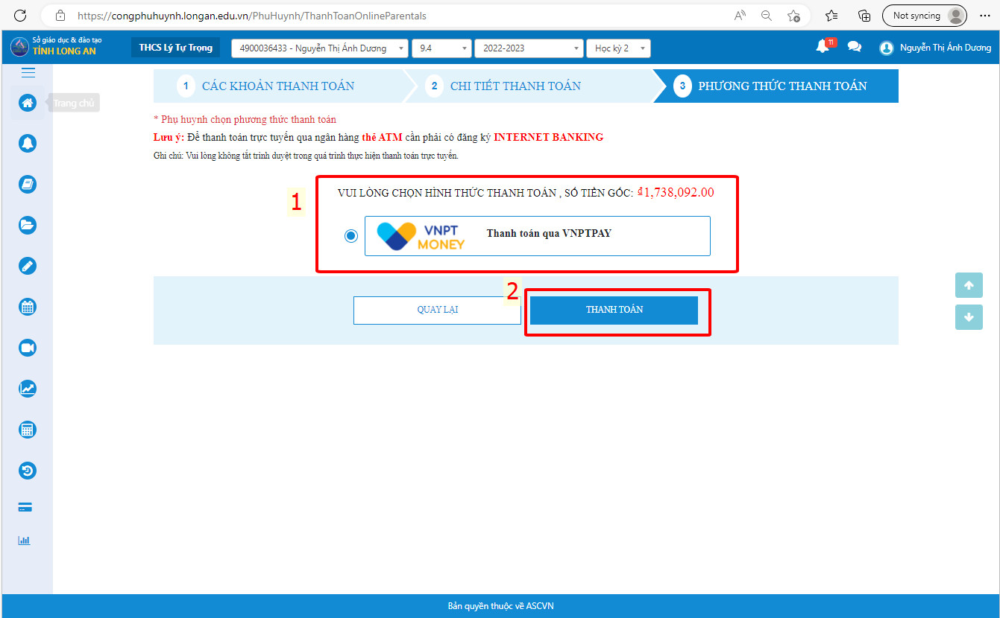 https://congphuhuynh.longan.edu.vn/PhuHuynh/ThanhToanOnlineParentals
Not syncing
Sở giáo dục & đào tạo
TỈNH LONG AN
THCS Lý Tự Trọng
4900036433 - Nguyễn Thị Ánh Dương
9.4
2022-2023
Học kỳ 2
11
Nguyễn Thị Ánh Dương
1 CÁC KHOẢN THANH TOÁN
2 CHI TIẾT THANH TOÁN
3 PHƯƠNG THỨC THANH TOÁN
Trang chủ
* Phụ huynh chọn phương thức thanh toán
Lưu ý: Để thanh toán trực tuyến qua ngân hàng thẻ ATM cần phải có đăng ký INTERNET BANKING
Ghi chú: Vui lòng không tắt trình duyệt trong quá trình thực hiện thanh toán trực tuyến.
1
VUI LÒNG CHỌN HÌNH THỨC THANH TOÁN , SỐ TIỀN GỐC: ₫1,738,092.00
VNPT
MONEY
Thanh toán qua VNPTPAY
2
QUAY LẠI
THANH TOÁN
Bản quyền thuộc về ASCVN